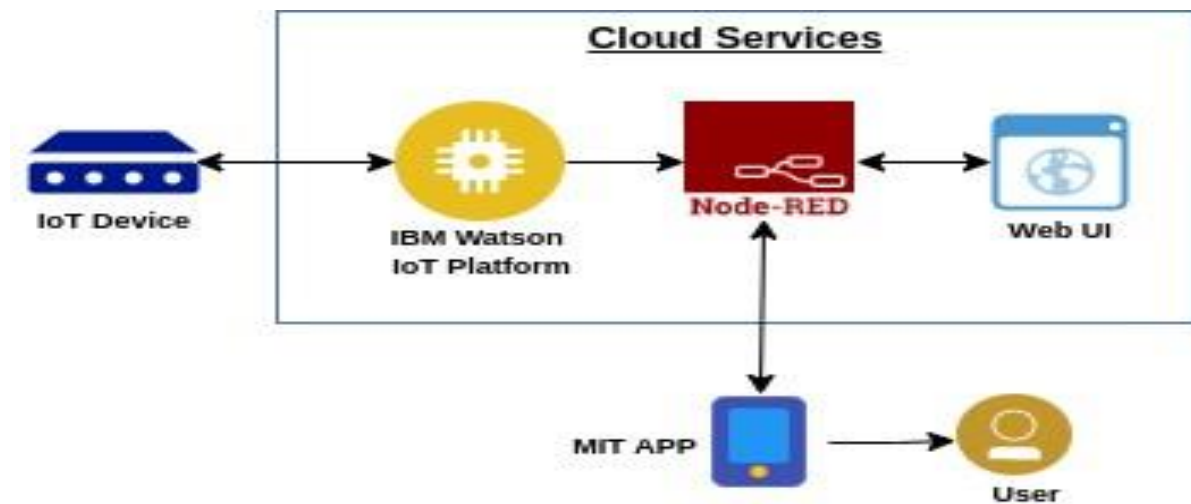 Cloud Services
IoT Device
IBM Watson
IoT Platform
Node-RED
Web UI
MIT APP
User